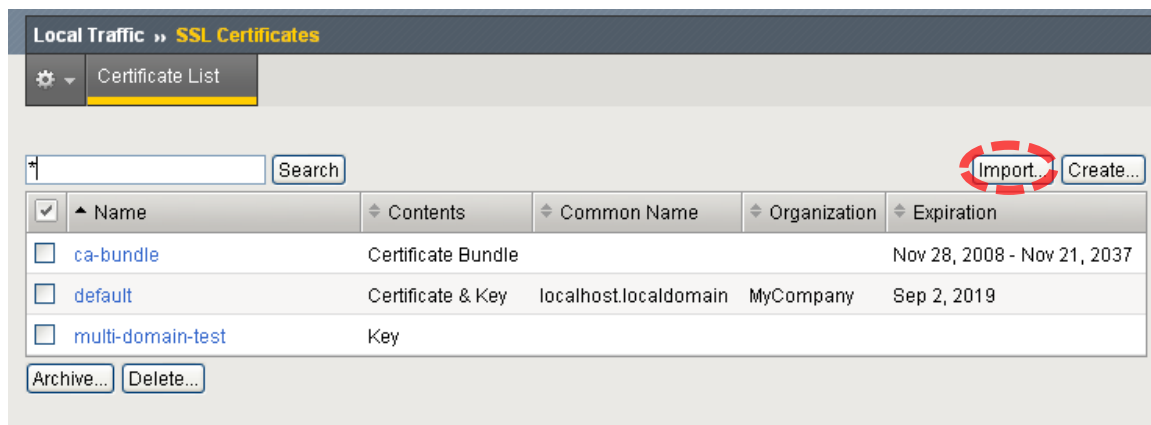 Local Traffic » SSL Certificates
Certificate List
* Search Import... Create...
Name Contents Common Name Organization Expiration
ca-bundle Certificate Bundle Nov 28, 2008 - Nov 21, 2037
default Certificate & Key localhost.localdomain MyCompany Sep 2, 2019
multi-domain-test Key
Archive... Delete...